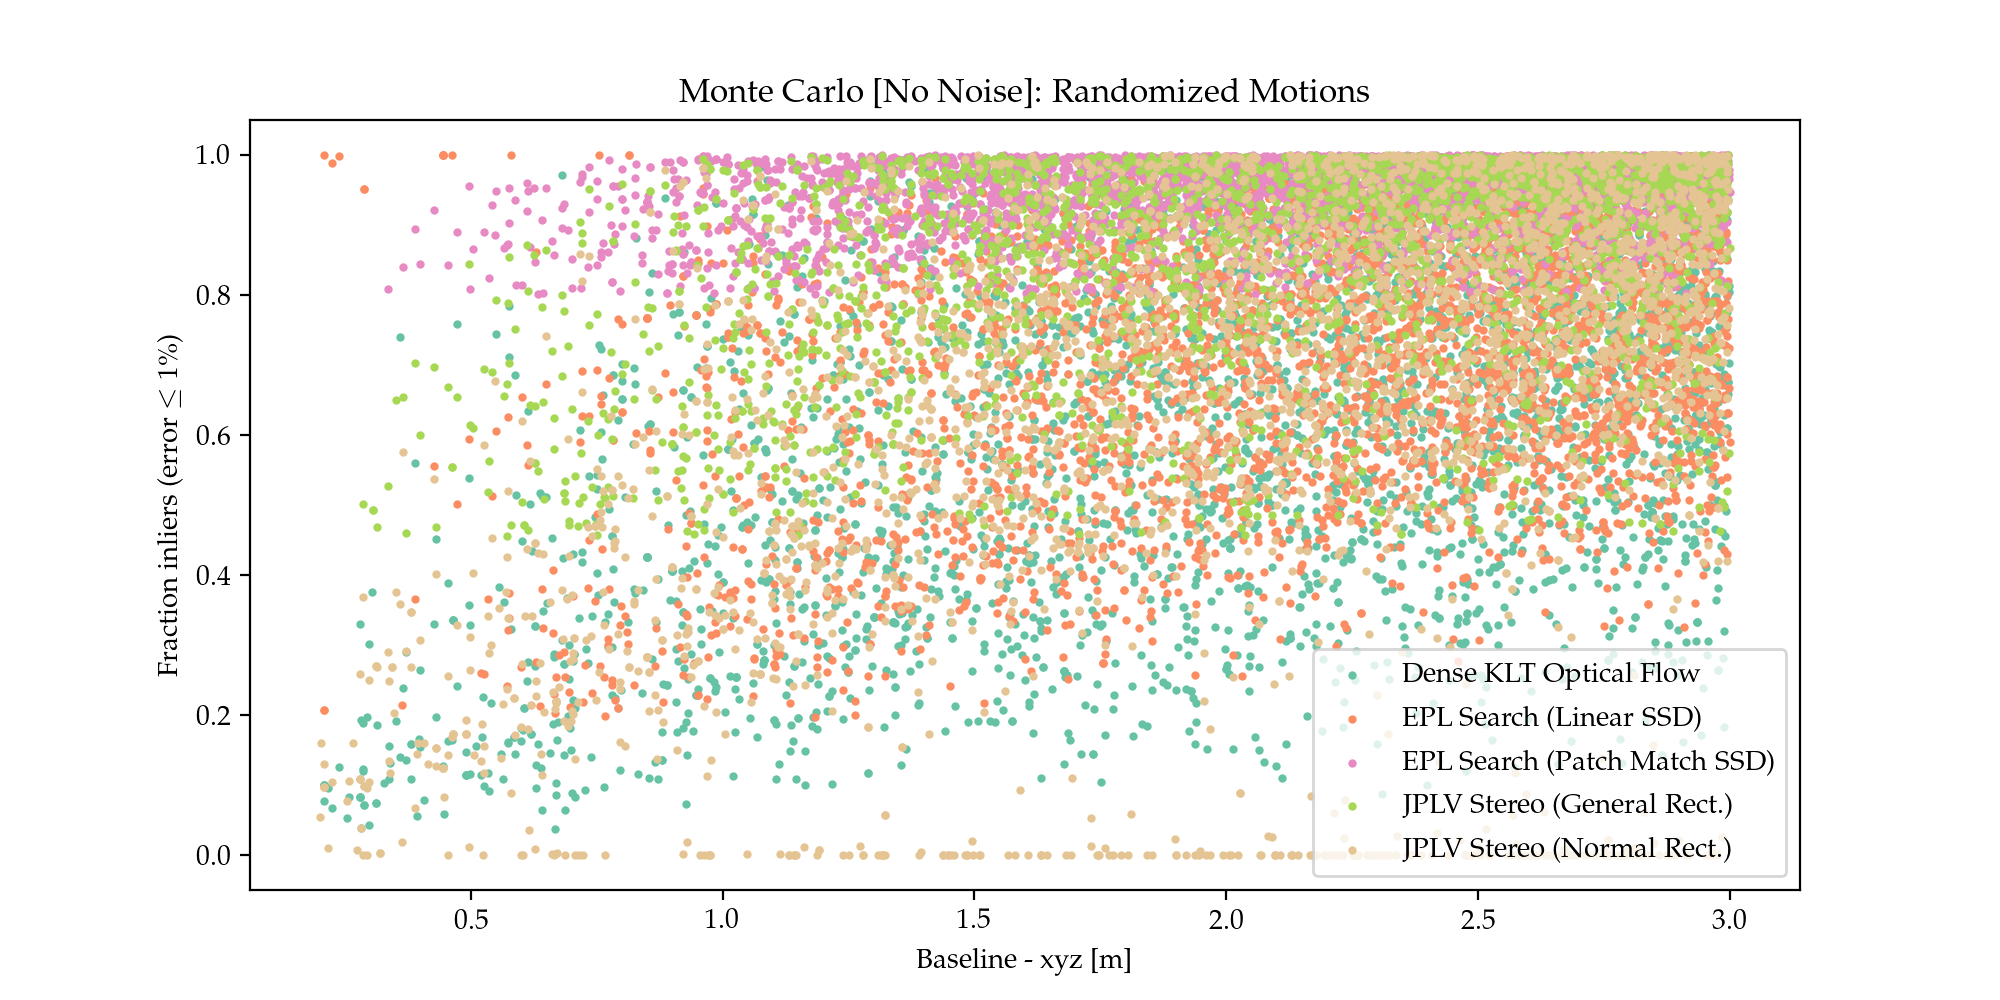 Monte Carlo [No Noise]: Randomized Motions
Fraction inliers (error ≤ 1%)
1.0
0.8
0.6
0.4
0.2
0.0
Dense KLT Optical Flow
EPL Search (Linear SSD)
EPL Search (Patch Match SSD)
JPLV Stereo (General Rect.)
JPLV Stereo (Normal Rect.)
0.5 1.0 1.5 2.0 2.5 3.0
Baseline - xyz [m]